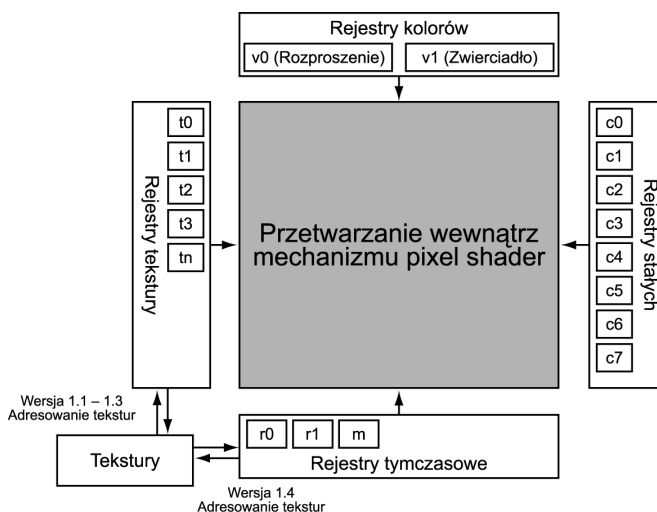 Rejestry kolorów
v0 (Rozproszenie)
v1 (Zwierciadło)
Rejestry tekstury
t0
t1
t2
t3
tn
Przetwarzanie wewnątrz
mechanizmu pixel shader
c0
c1
c2
c3
c4
c5
c6
c7
Rejestry stałych
Wersja 1.1 – 1.3
Adresowanie tekstur
Tekstury
r0
r1
m
Rejestry tymczasowe
Wersja 1.4
Adresowanie tekstur